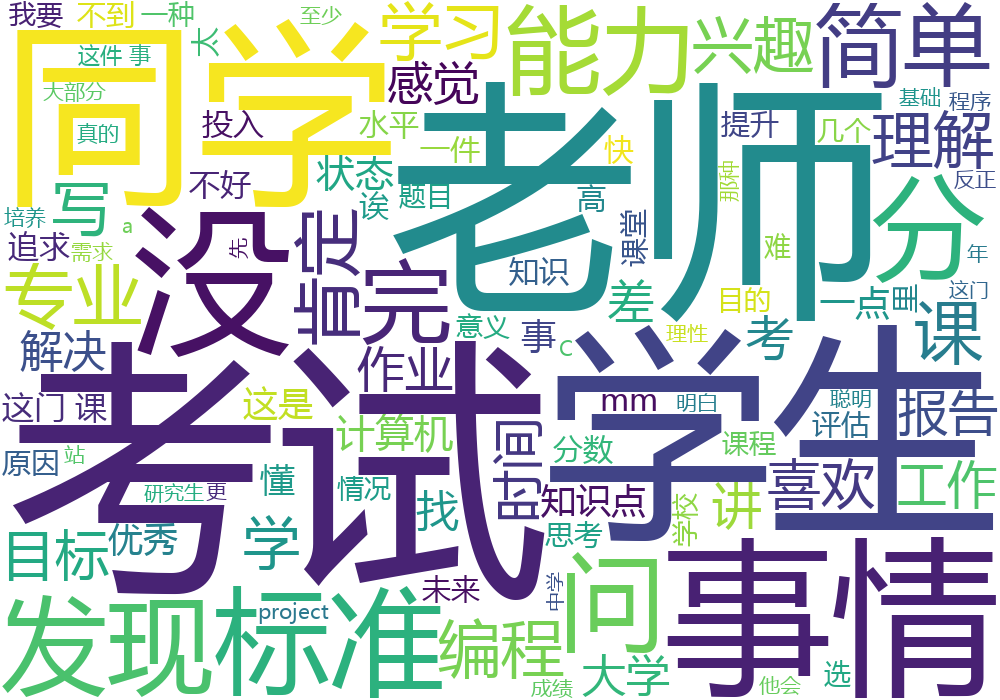 我要 不到 一种 至少
同学 学习 能力 兴趣 简单
这件 事 太 感觉
大部分 投入 水平 老师 提升 几个 基础 程序
真的 一件 快 那种 理解
写 不好 状态 诶 题目 高 反正
培养 a 没 肯定 课堂 难 分
追求 需求 先 完 知识 年
专业 差 目的 一点 里 这门
解决 作业 意义 事 C 理性 考 课
考试 学生
这门 课 这是 mm 明白 聪明
计算机 时间 分数 课程 评估 报告
原因 站 懂 情况 知识点 喜欢 工作
研究生 更 找 学校 讲
目标 优秀 学 思考
发现 标准 未来 中学 问 事情
project 编程 大学 选
成绩 他会